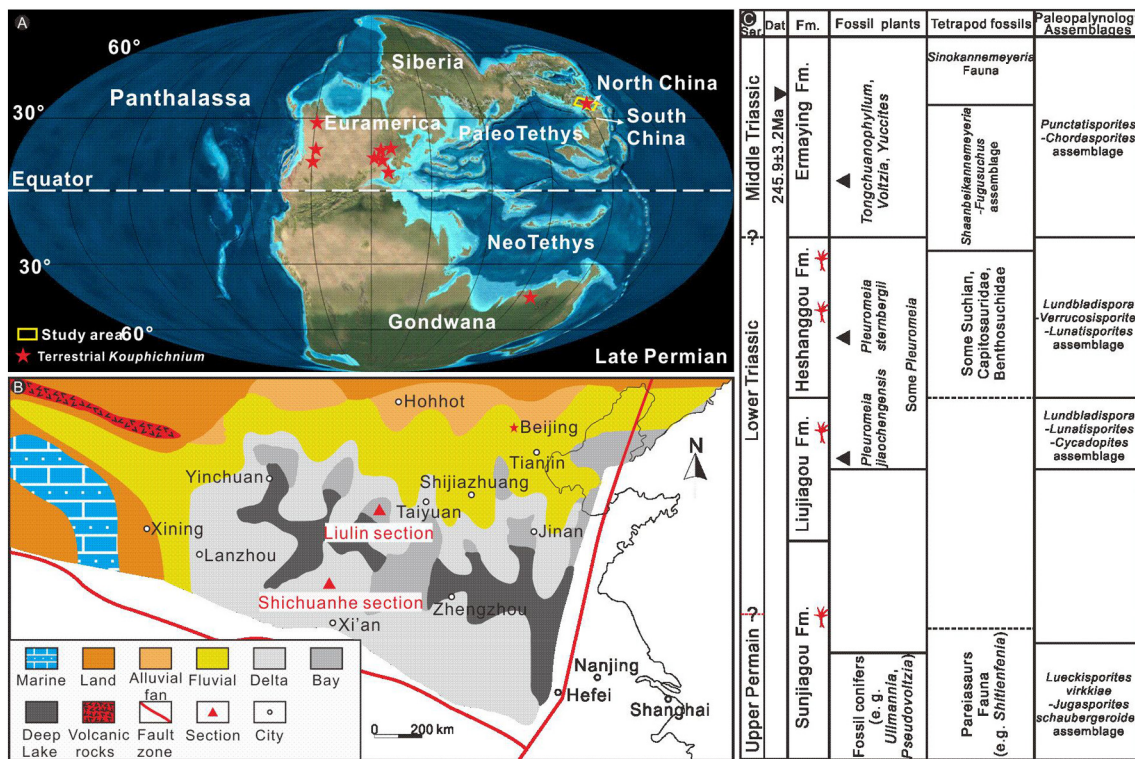 A
60°
Siberia
North China
Panthalassa
30°
Euramerica
PaleoTethys
South
China
Equator
NeoTethys
30°
Gondwana
Study area
60°
Terrestrial Kouphichnium
Late Permian
B
Hohhot
Beijing
N
Tianjin
Yinchuan
Shijiazhuang
Taiyuan
Liulin section
Xining
Jinan
Lanzhou
Shichuanhe section
Zhengzhou
Xi'an
Nanjing
Hefei
Shanghai
Marine
Land
Alluvial
fan
Fluvial
Delta
Bay
Deep
Lake
Volcanic
rocks
Fault
zone
Section
City
0
200 km
C
Ser.
Dat
Fm.
Fossil plants
Tetrapod fossils
Paleopalynolog
Assemblages
Middle Triassic
245.9±3.2Ma
Ermaying Fm.
Tongchuanophyllum,
Voltzia, Yuccites
Sinokannemeyeria
Fauna
Shaanbeikannemeyeria
-Fugusuchus
assemblage
Punctatisporites
-Chordasporites
assemblage
?
Lower Triassic
Heshanggou Fm.
Pleuromeia
sternbergii
Pleuromeia
jiaochengensis
Some Pleuromeia
Some Suchian,
Capitosauridae,
Benthosuchidae
Lundbladispora
-Verrucosisporite
-Lunatisporites
assemblage
Liujiagou Fm.
Lundbladispora
-Lunatisporites
-Cycadopites
assemblage
?
Upper Permian
Sunjiagou Fm.
Fossil conifers
(e. g.
Ullmannia,
Pseudovoltzia)
Pareiasaurs
Fauna
(e.g. Shihtienfenia)
Lueckisporites
virkkiae
-Jugasporites
schaubergeroide
assemblage